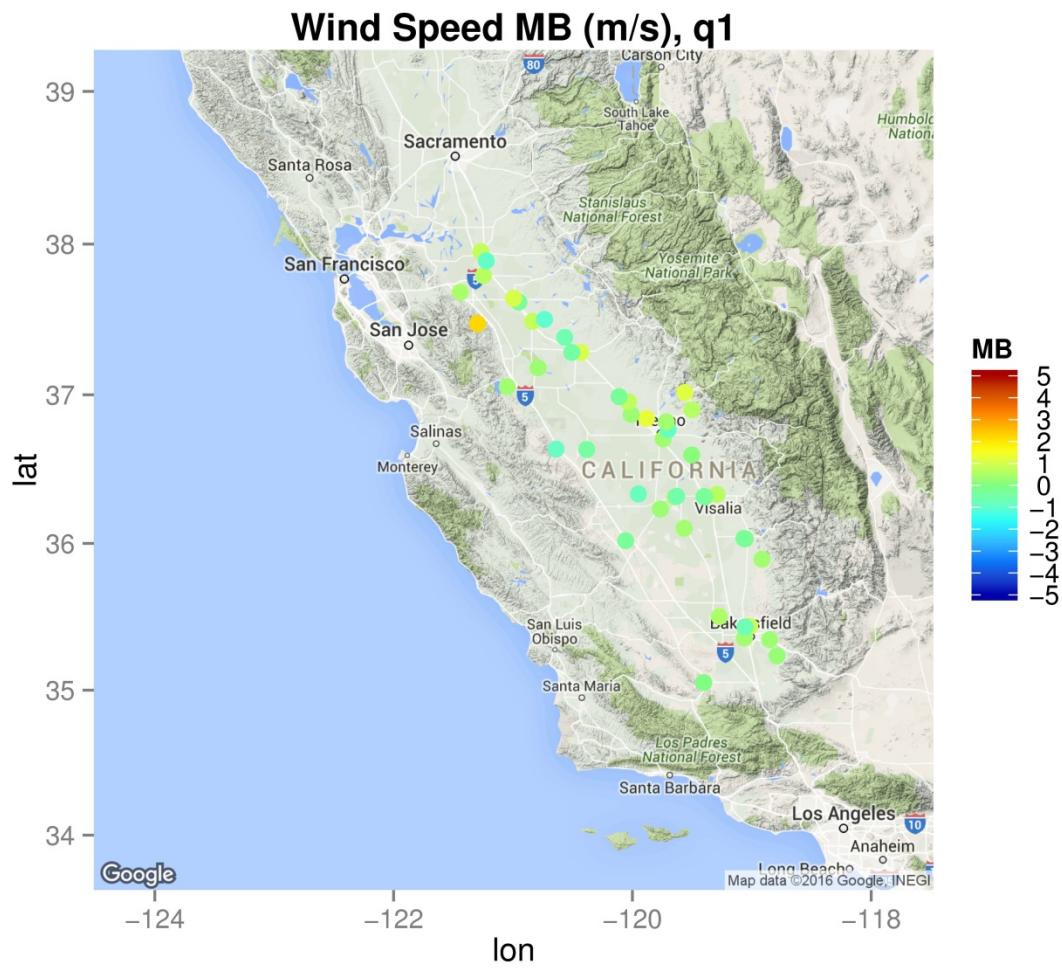 Wind Speed MB (m/s), q1
80
Carson City
39
South Lake
Tahoe
Sacramento
Santa Rosa
Stanislaus
National Forest
38
San Francisco
Yosemite
National Park
5
San Jose
MB
5
4
3
2
1
0
−1
−2
−3
−4
−5
37
5
Salinas
Monterey
CALIFORNIA
Visalia
lat
36
San Luis
Obispo
Bakersfield
5
35
Santa Maria
Los Padres
National Forest
Santa Barbara
Los Angeles
10
34
Anaheim
Long Beach
Google
Map data ©2016 Google, INEGI
−124
−122
−120
−118
lon